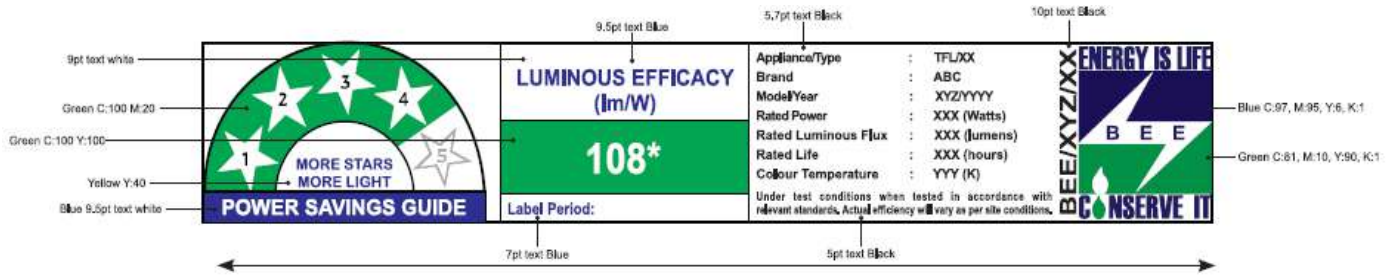 5.7pt text Black
10pt text Black
9.5pt text Blue
9pt text white
Green C:100 M:20
Green C:100 Y:100
Yellow Y:40
Blue 9.5pt text white
1
2
3
4
5
MORE STARS
MORE LIGHT
POWER SAVINGS GUIDE
LUMINOUS EFFICACY
(lm/W)
108*
Label Period:
Appliance/Type : TFL/XX
Brand : ABC
Model/Year : XYZ/YYYY
Rated Power : XXX (Watts)
Rated Luminous Flux : XXX (lumens)
Rated Life : XXX (hours)
Colour Temperature : YYY (K)
Under test conditions when tested in accordance with
relevant standards. Actual efficiency will vary as per site conditions.
BEE/XYZ/XX
ENERGY IS LIFE
BEE
CONSERVE IT
Blue C:97, M:95, Y:6, K:1
Green C:81, M:10, Y:90, K:1
7pt text Blue
5pt text Black